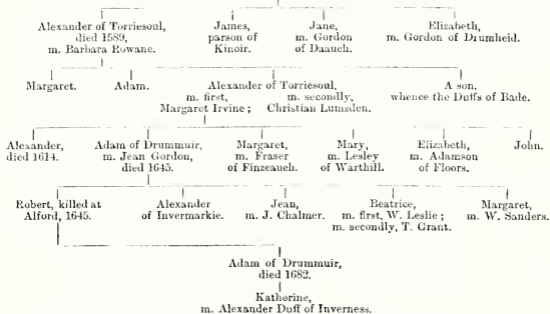 Alexander of Torriesoul,
died 1589,
m. Barbara Rowane.
James,
parson of
Kinoir.
Jane,
m. Gordon
of Daauch.
Elizabeth,
m. Gordon of Drumheid.
Margaret.
Adam.
Alexander of Torriesoul,
m. first, m. secondly,
Margaret Irvine; Christian Lumsden.
A son,
whence the Duffs of Bade.
Alexander,
died 1614.
Adam of Drummuir,
m. Jean Gordon,
died 1645.
Margaret,
m. Fraser
of Finzeauch.
Mary,
m. Lesley
of Warthill.
Elizabeth,
m. Adamson
of Floors.
John.
Robert, killed at
Alford, 1645.
Alexander
of Invermarkie.
Jean,
m. J. Chalmer.
Beatrice,
m. first, W. Leslie;
m. secondly, T. Grant.
Margaret,
m. W. Sanders.
Adam of Drummuir,
died 1682.
Katherine,
m. Alexander Duff of Inverness.